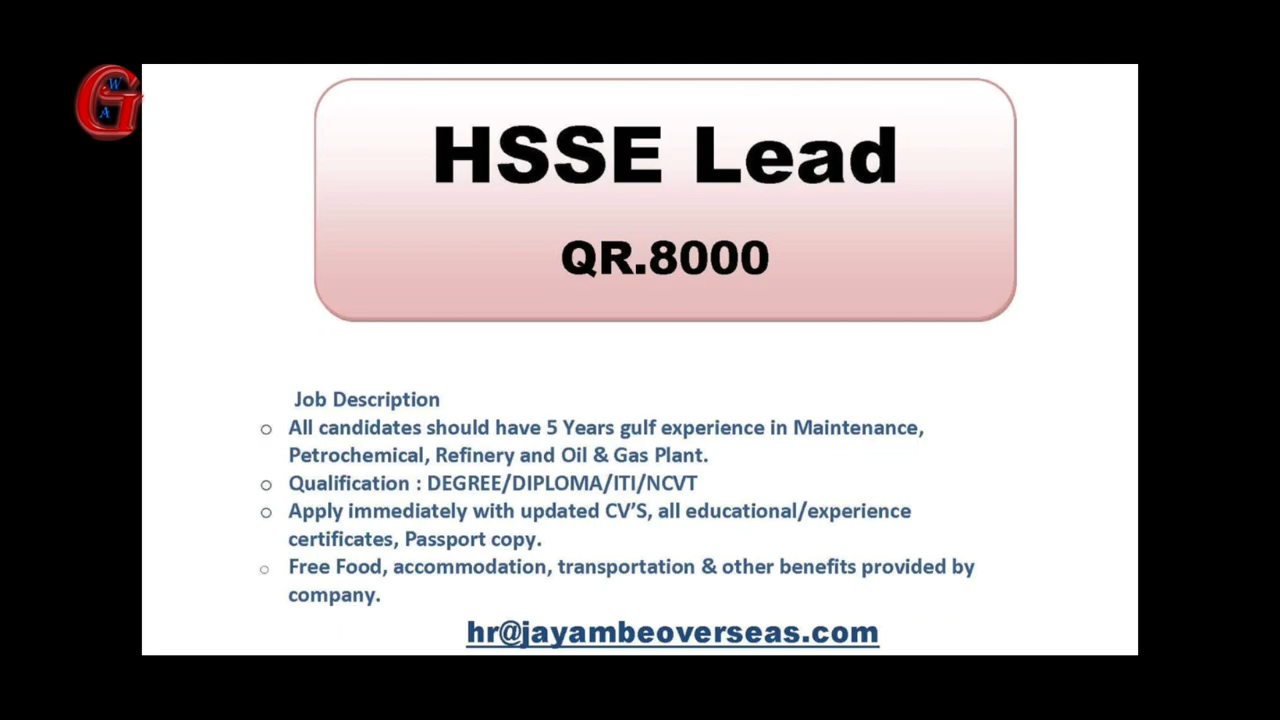 G
W
A
HSSE Lead
QR.8000
Job Description
o All candidates should have 5 Years gulf experience in Maintenance,
Petrochemical, Refinery and Oil & Gas Plant.
o Qualification : DEGREE/DIPLOMA/ITI/NCVT
o Apply immediately with updated CV’S, all educational/experience
certificates, Passport copy.
o Free Food, accommodation, transportation & other benefits provided by
company.
hr@jayambeoverseas.com